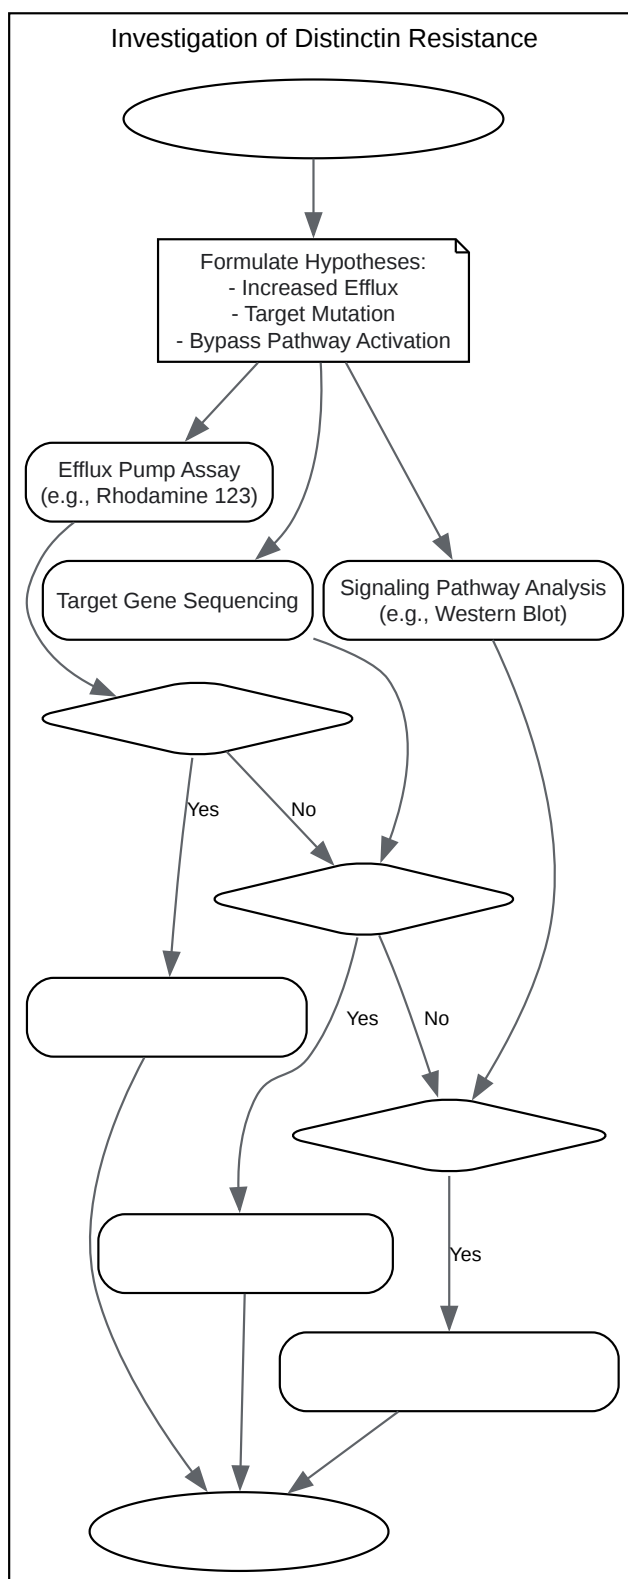 Investigation of Distinctin Resistance
Formulate Hypotheses:
- Increased Efflux
- Target Mutation
- Bypass Pathway Activation
Efflux Pump Assay
(e.g., Rhodamine 123)
Target Gene Sequencing
Signaling Pathway Analysis
(e.g., Western Blot)
Yes
No
Yes
No
Yes